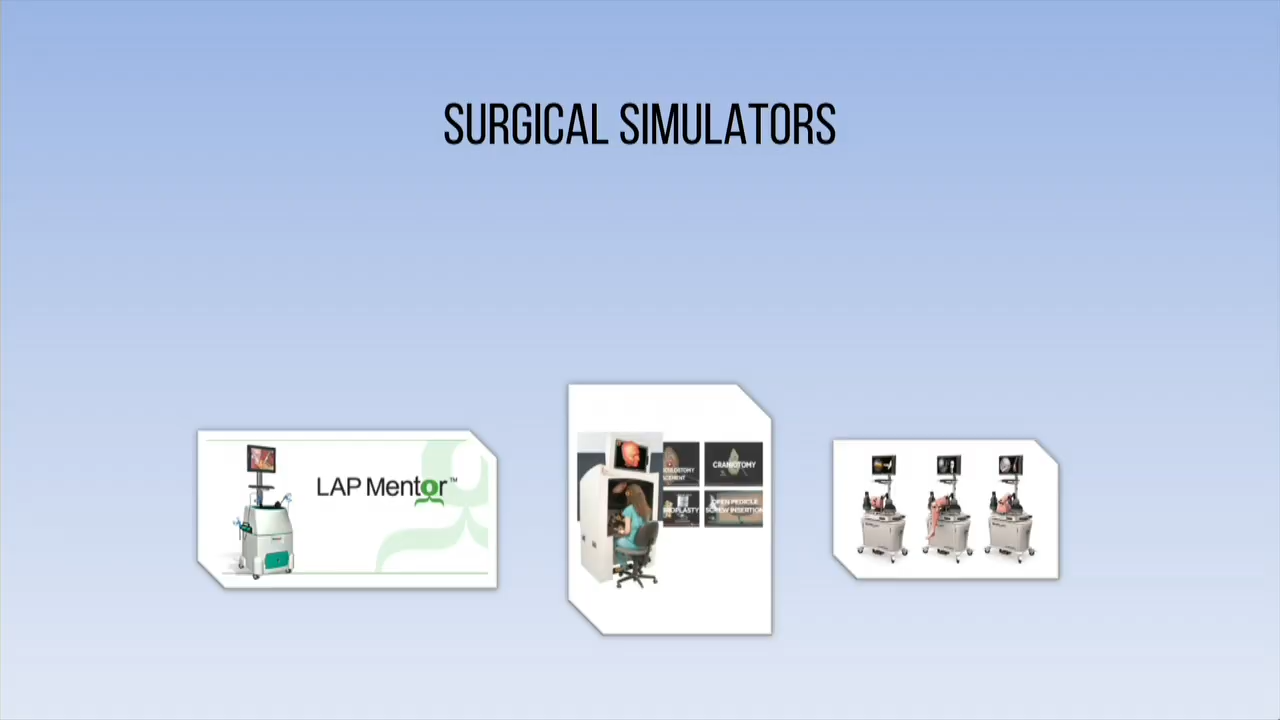 SURGICAL SIMULATORS
LAP Mentor™
CRANIOTOMY
OPEN PEDICLE
SCREW INSERTION